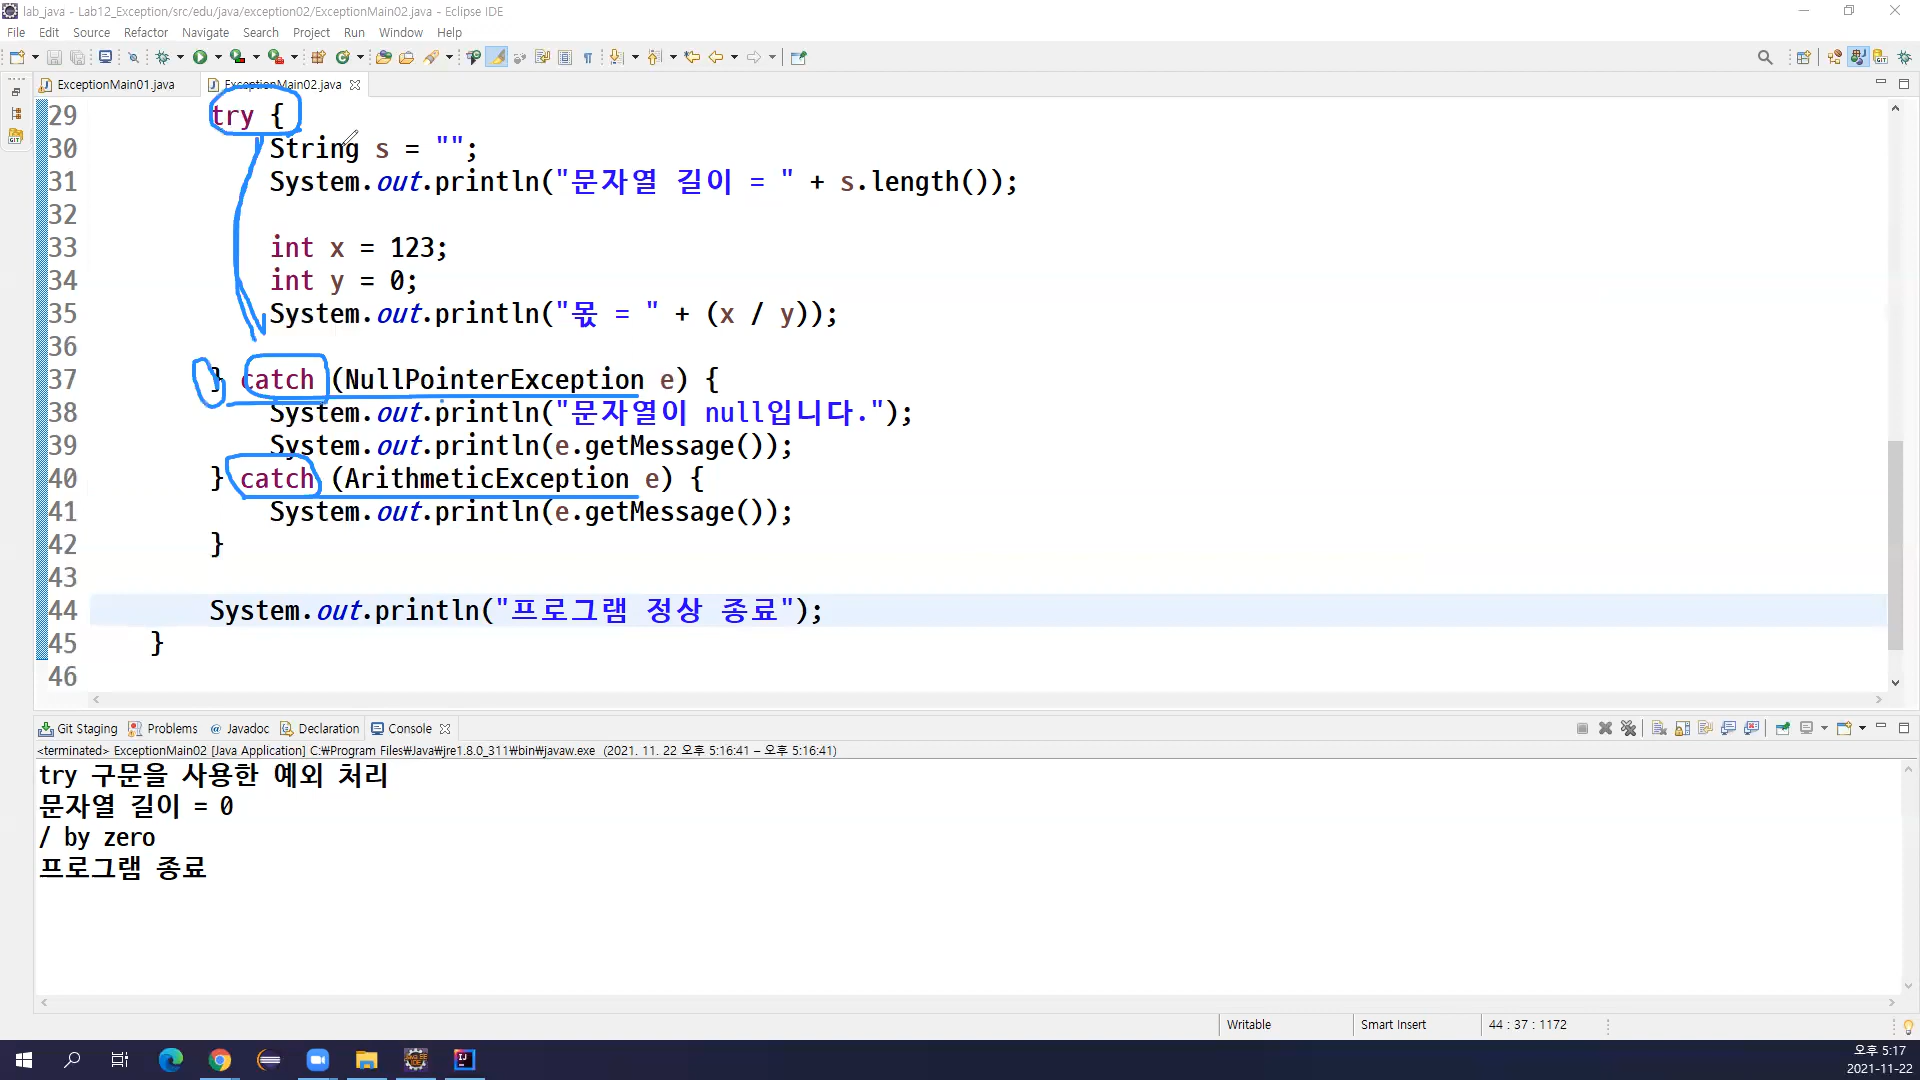 lab_java - Lab12_Exception/src/edu/java/exception02/ExceptionMain02.java - Eclipse IDE
File Edit Source Refactor Navigate Search Project Run Window Help
ExceptionMain01.java ExceptionMain02.java
29 try {
30 String s = "";
31 System.out.println("문자열 길이 = " + s.length());
32
33 int x = 123;
34 int y = 0;
35 System.out.println("몫 = " + (x / y));
36
37 } catch (NullPointerException e) {
38 System.out.println("문자열이 null입니다.");
39 System.out.println(e.getMessage());
40 } catch (ArithmeticException e) {
41 System.out.println(e.getMessage());
42 }
43
44 System.out.println("프로그램 정상 종료");
45 }
46
Git Staging Problems @ Javadoc Declaration Console
<terminated> ExceptionMain02 [Java Application] C:₩Program Files₩Java₩jre1.8.0_311₩bin₩javaw.exe (2021. 11. 22 오후 5:16:41 – 오후 5:16:41)
try 구문을 사용한 예외 처리
문자열 길이 = 0
/ by zero
프로그램 종료
Writable Smart Insert 44 : 37 : 1172
오후 5:17
2021-11-22